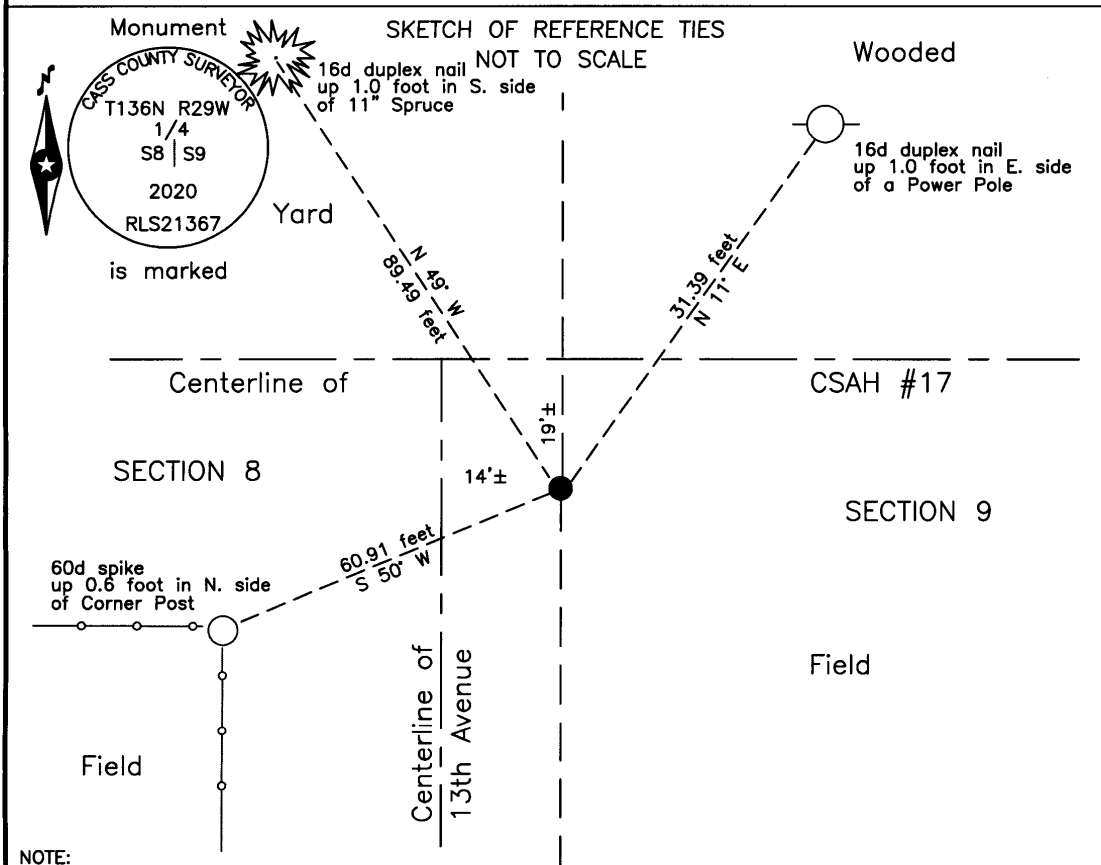 SKETCH OF REFERENCE TIES
NOT TO SCALE
Monument
CASS COUNTY SURVEYOR
T136N R29W
1/4
S8 | S9
2020
RLS21367
is marked
N
16d duplex nail
up 1.0 foot in S. side
of 11" Spruce
Yard
Wooded
16d duplex nail
up 1.0 foot in E. side
of a Power Pole
N 49° W
89.49 feet
31.39 feet
N 11° E
Centerline of
CSAH #17
SECTION 8
14'±
19'±
SECTION 9
60.91 feet
S 50° W
60d spike
up 0.6 foot in N. side
of Corner Post
Centerline of
13th Avenue
Field
Field
NOTE: